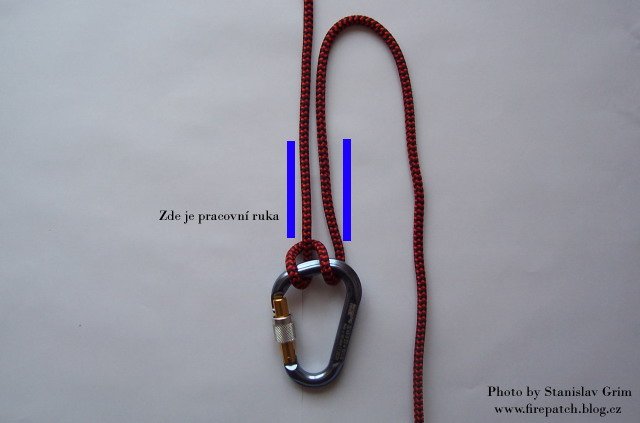 Zde je pracovní ruka
Photo by Stanislav Grim
www.firepatch.blog.cz